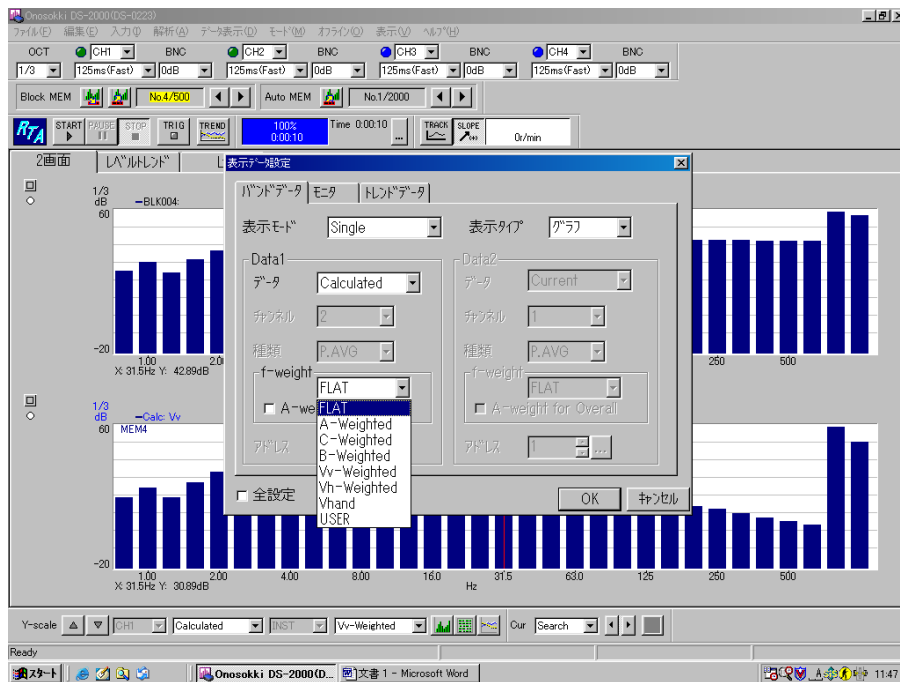 Onosokki DS-2000(DS-0223)
ファイル(F) 編集(E) 入力(I) 解析(A) データ表示(D) モード(M) オフライン(O) 表示(V) ヘルプ(H)
OCT CH1 BNC CH2 BNC CH3 BNC CH4 BNC
1/3 125ms(Fast) 0dB 125ms(Fast) 0dB 125ms(Fast) 0dB 125ms(Fast) 0dB
Block MEM No.4/500 Auto MEM No.1/2000
RTA START PAUSE STOP TRIG TREND 100% 0:00:10 Time 0:00:10 ... TRACK SLOPE 0r/min
2画面 レベルトレンド
表示データ設定
バンドデータ モニタ トレンドデータ
表示モード Single 表示タイプ グラフ
Data1
データ Calculated
チャンネル 2
種類 P.AVG
f-weight
FLAT
A-we
FLAT
A-Weighted
C-Weighted
B-Weighted
Vv-Weighted
Vh-Weighted
Vhand
USER
アドレス
Data2
データ Current
チャンネル 1
種類 P.AVG
f-weight
FLAT
A-weight for Overall
アドレス 1 ...
全設定 OK キャンセル
1/3
dB BLK004:
60
-20
1.00 2.0 250 500
X: 31.5Hz Y: 42.89dB
1/3
dB Calc: Vv
60 MEM4
-20
1.00 2.00 4.00 8.00 16.0 31.5 63.0 125 250 500
X: 31.5Hz Y: 30.89dB Hz
Y-scale CH1 Calculated INST Vv-Weighted Cur Search
Ready
スタート Onosokki DS-2000(D... 文書 1 - Microsoft Word 11:47